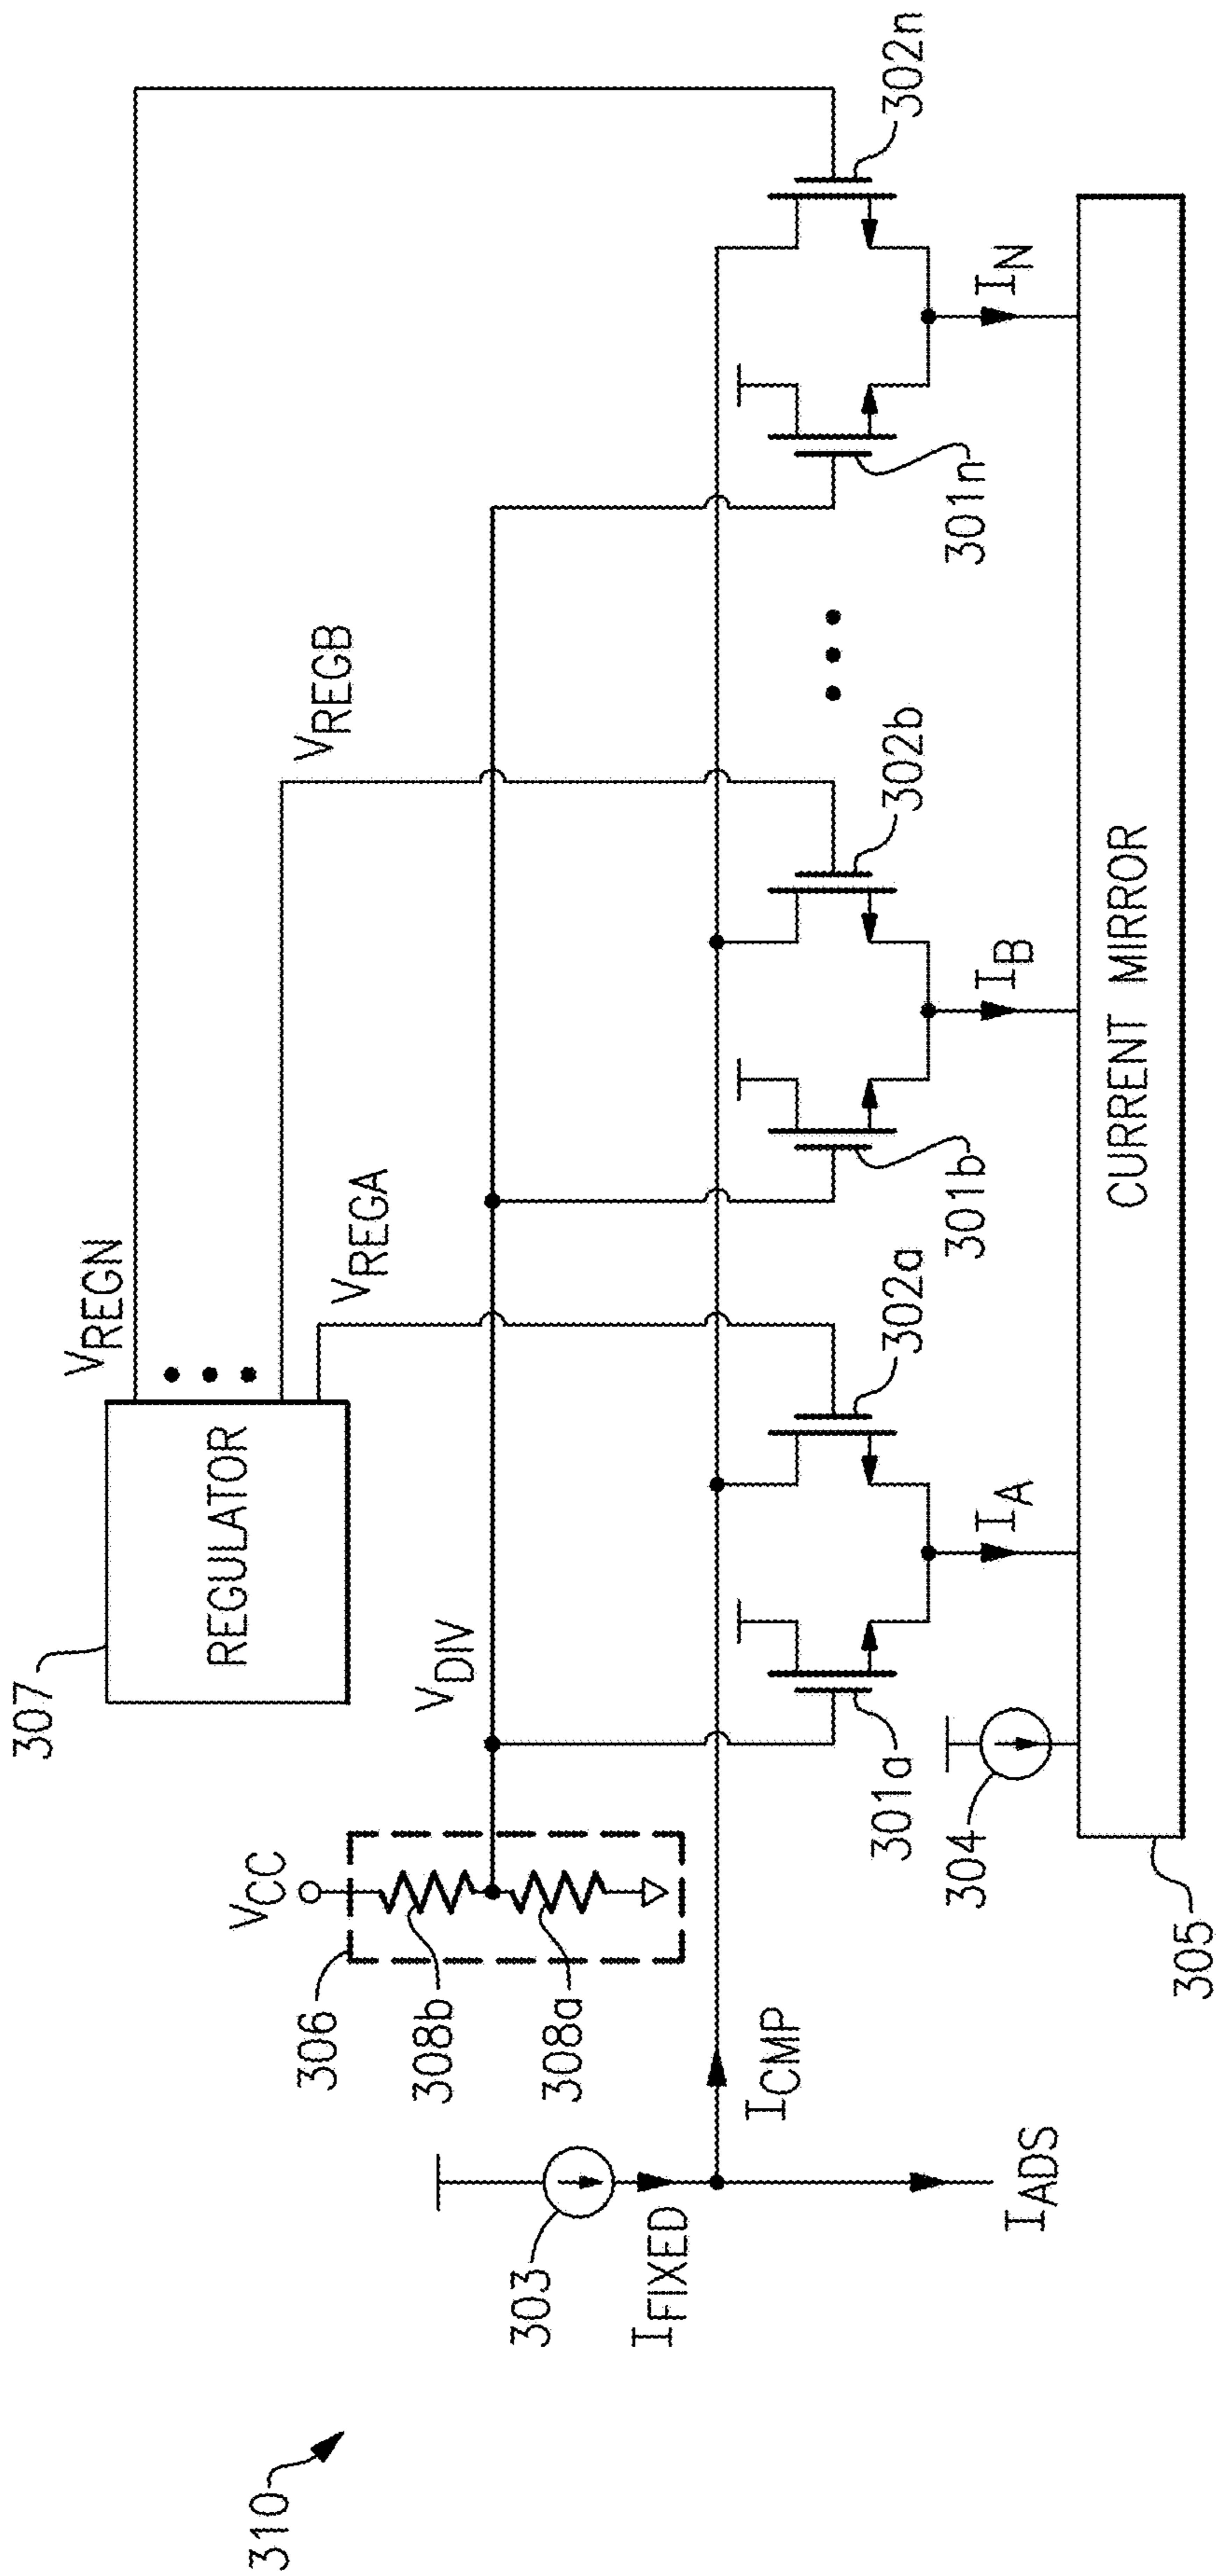 310
307
REGULATOR
VREGN
VREGA
VREGB
VCC
306
308b
308a
VDIV
303
IFIXED
ICMP
IADS
301a
302a
301b
302b
301n
302n
304
IA
IB
IN
305
CURRENT MIRROR